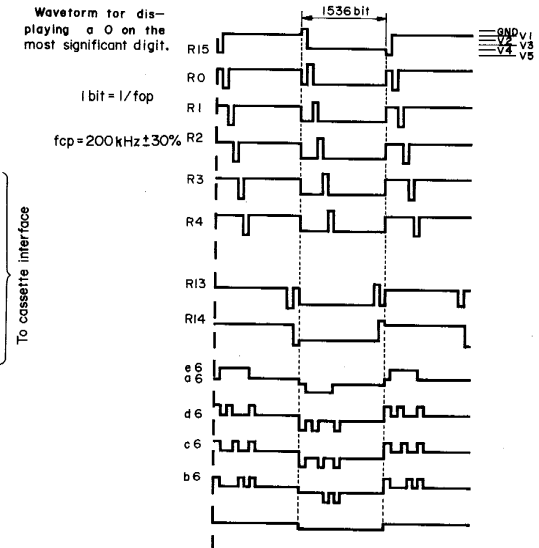 Waveform for dis-
playing a 0 on the
most significant digit.
1 bit = 1/fop
fcp = 200 kHz ±30%
To cassette interface
1536 bit
GND V1
V2 V3
V4 V5
R15
R0
R1
R2
R3
R4
R13
R14
e6
a6
d6
c6
b6